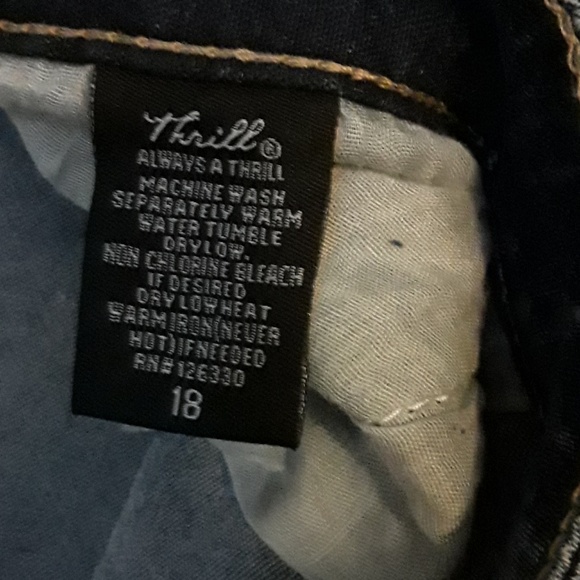 Thrill®
ALWAYS A THRILL
MACHINE WASH
SEPARATELY WARM
WATER TUMBLE
DRY LOW.
NON CHLORINE BLEACH
IF DESIRED
DRY LOW HEAT
WARM IRON(NEVER
HOT)IF NEEDED
RN#126330
18